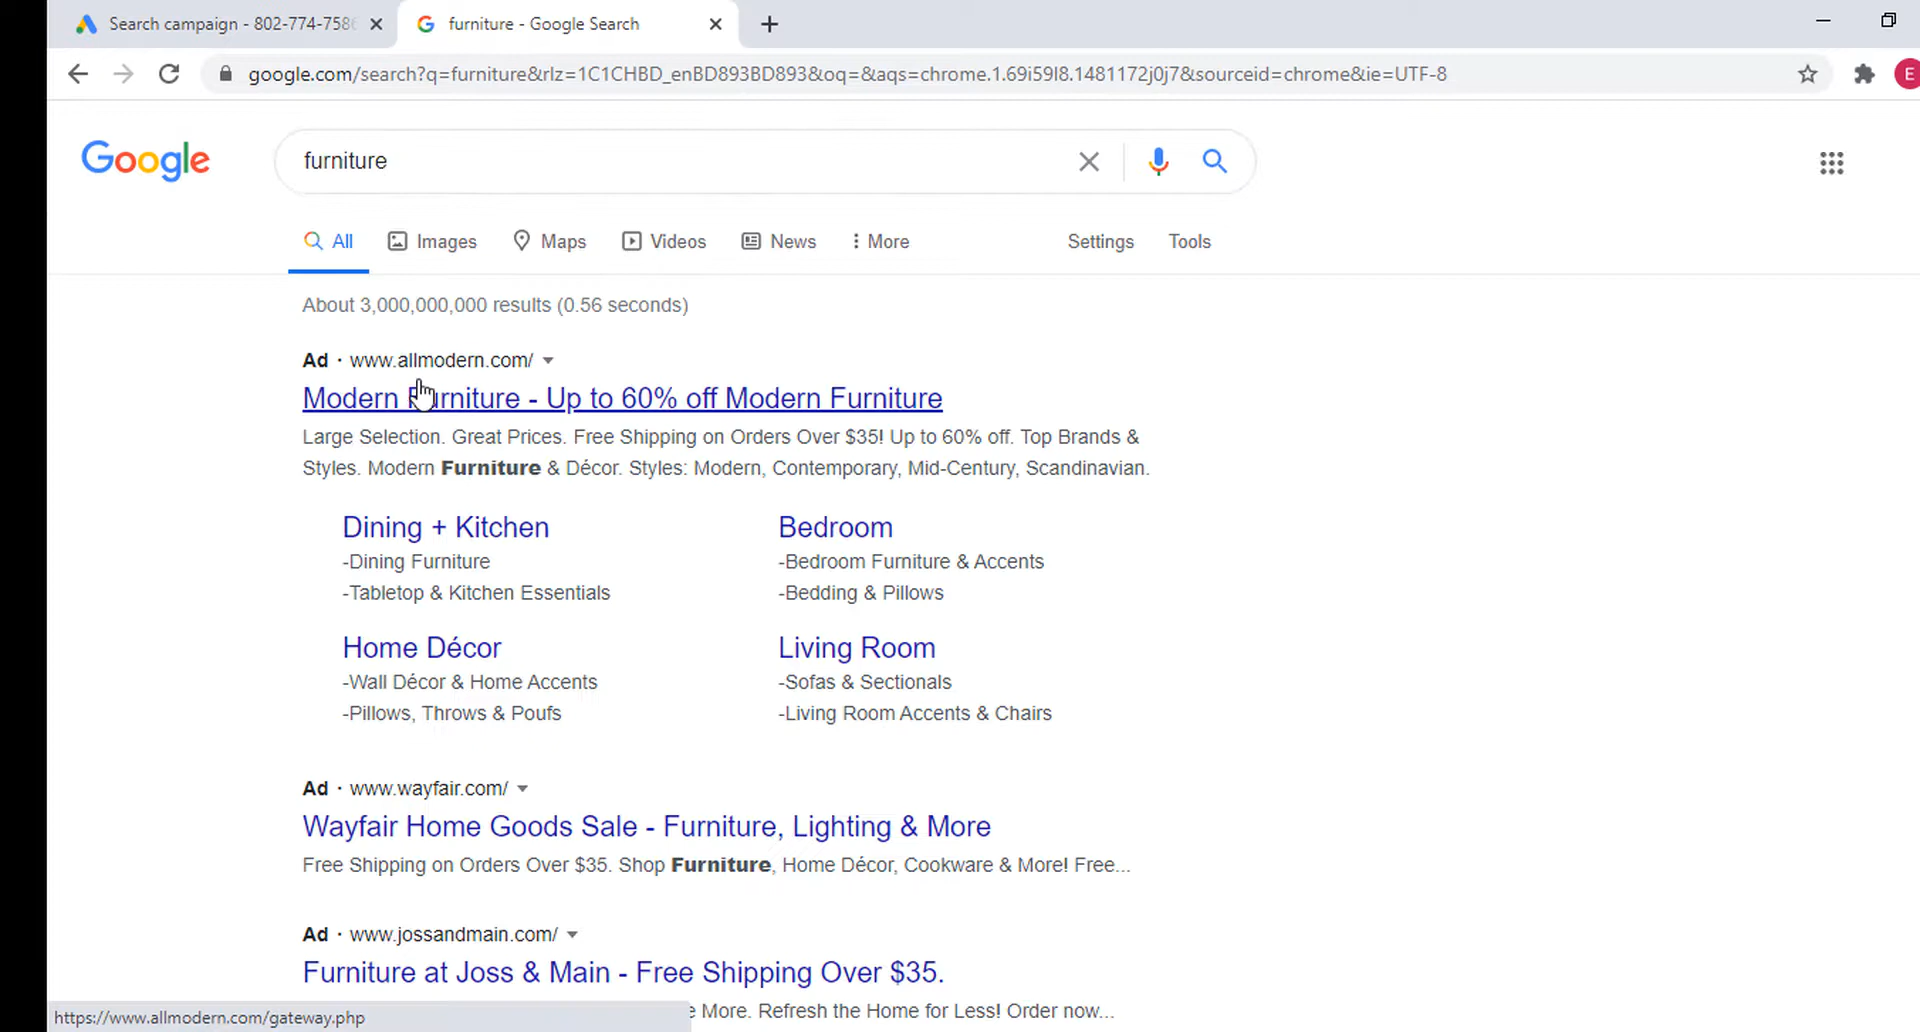 Search campaign - 802-774-758
furniture - Google Search
google.com/search?q=furniture&rlz=1C1CHBD_enBD893BD893&oq=&aqs=chrome.1.69i59l8.1481172j0j7&sourceid=chrome&ie=UTF-8
E
Google
furniture
All
Images
Maps
Videos
News
More
Settings
Tools
About 3,000,000,000 results (0.56 seconds)
Ad · www.allmodern.com/
Modern Furniture - Up to 60% off Modern Furniture
Large Selection. Great Prices. Free Shipping on Orders Over $35! Up to 60% off. Top Brands &
Styles. Modern Furniture & Décor. Styles: Modern, Contemporary, Mid-Century, Scandinavian.
Dining + Kitchen
-Dining Furniture
-Tabletop & Kitchen Essentials
Bedroom
-Bedroom Furniture & Accents
-Bedding & Pillows
Home Décor
-Wall Décor & Home Accents
-Pillows, Throws & Poufs
Living Room
-Sofas & Sectionals
-Living Room Accents & Chairs
Ad · www.wayfair.com/
Wayfair Home Goods Sale - Furniture, Lighting & More
Free Shipping on Orders Over $35. Shop Furniture, Home Décor, Cookware & More! Free...
Ad · www.jossandmain.com/
Furniture at Joss & Main - Free Shipping Over $35.
e More. Refresh the Home for Less! Order now...
https://www.allmodern.com/gateway.php